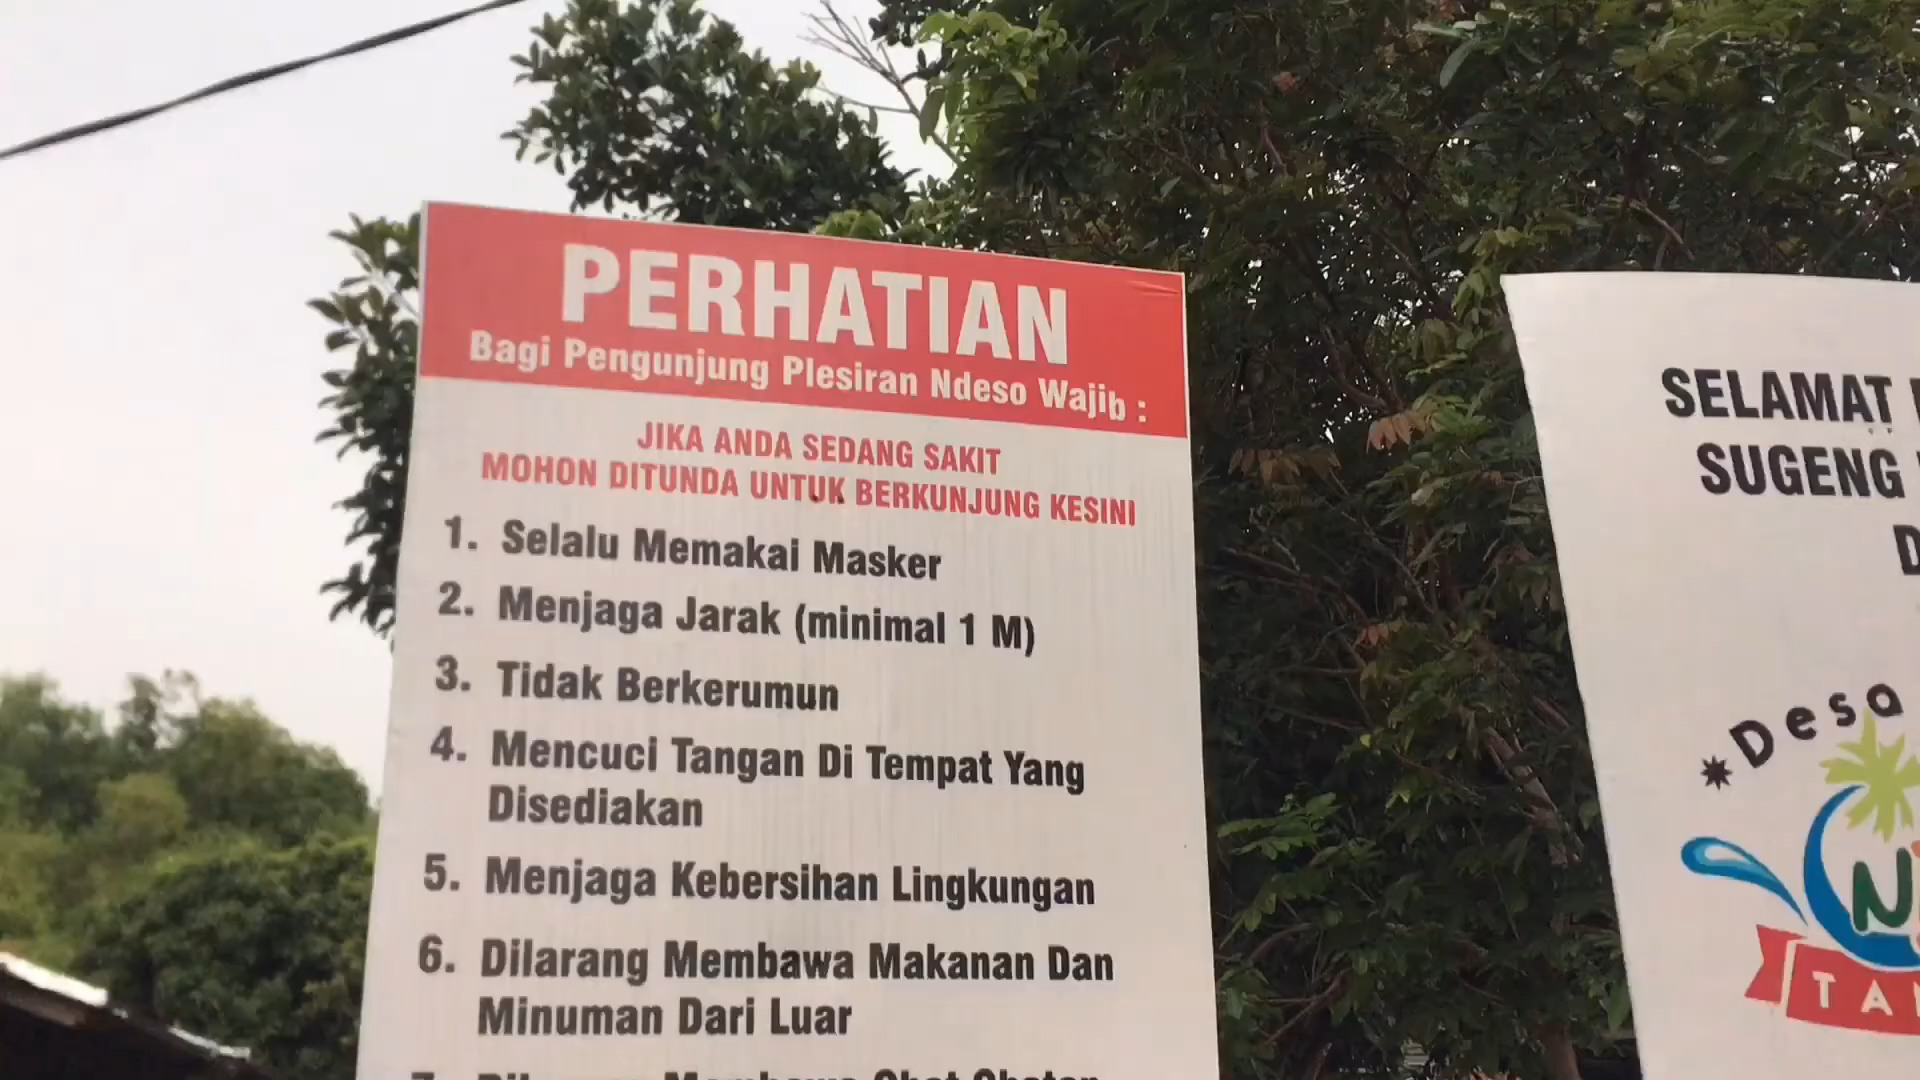 PERHATIAN
Bagi Pengunjung Plesiran Ndeso Wajib :
JIKA ANDA SEDANG SAKIT
MOHON DITUNDA UNTUK BERKUNJUNG KESINI
1. Selalu Memakai Masker
2. Menjaga Jarak (minimal 1 M)
3. Tidak Berkerumun
4. Mencuci Tangan Di Tempat Yang
Disediakan
5. Menjaga Kebersihan Lingkungan
6. Dilarang Membawa Makanan Dan
Minuman Dari Luar
SELAMAT
SUGENG
Desa